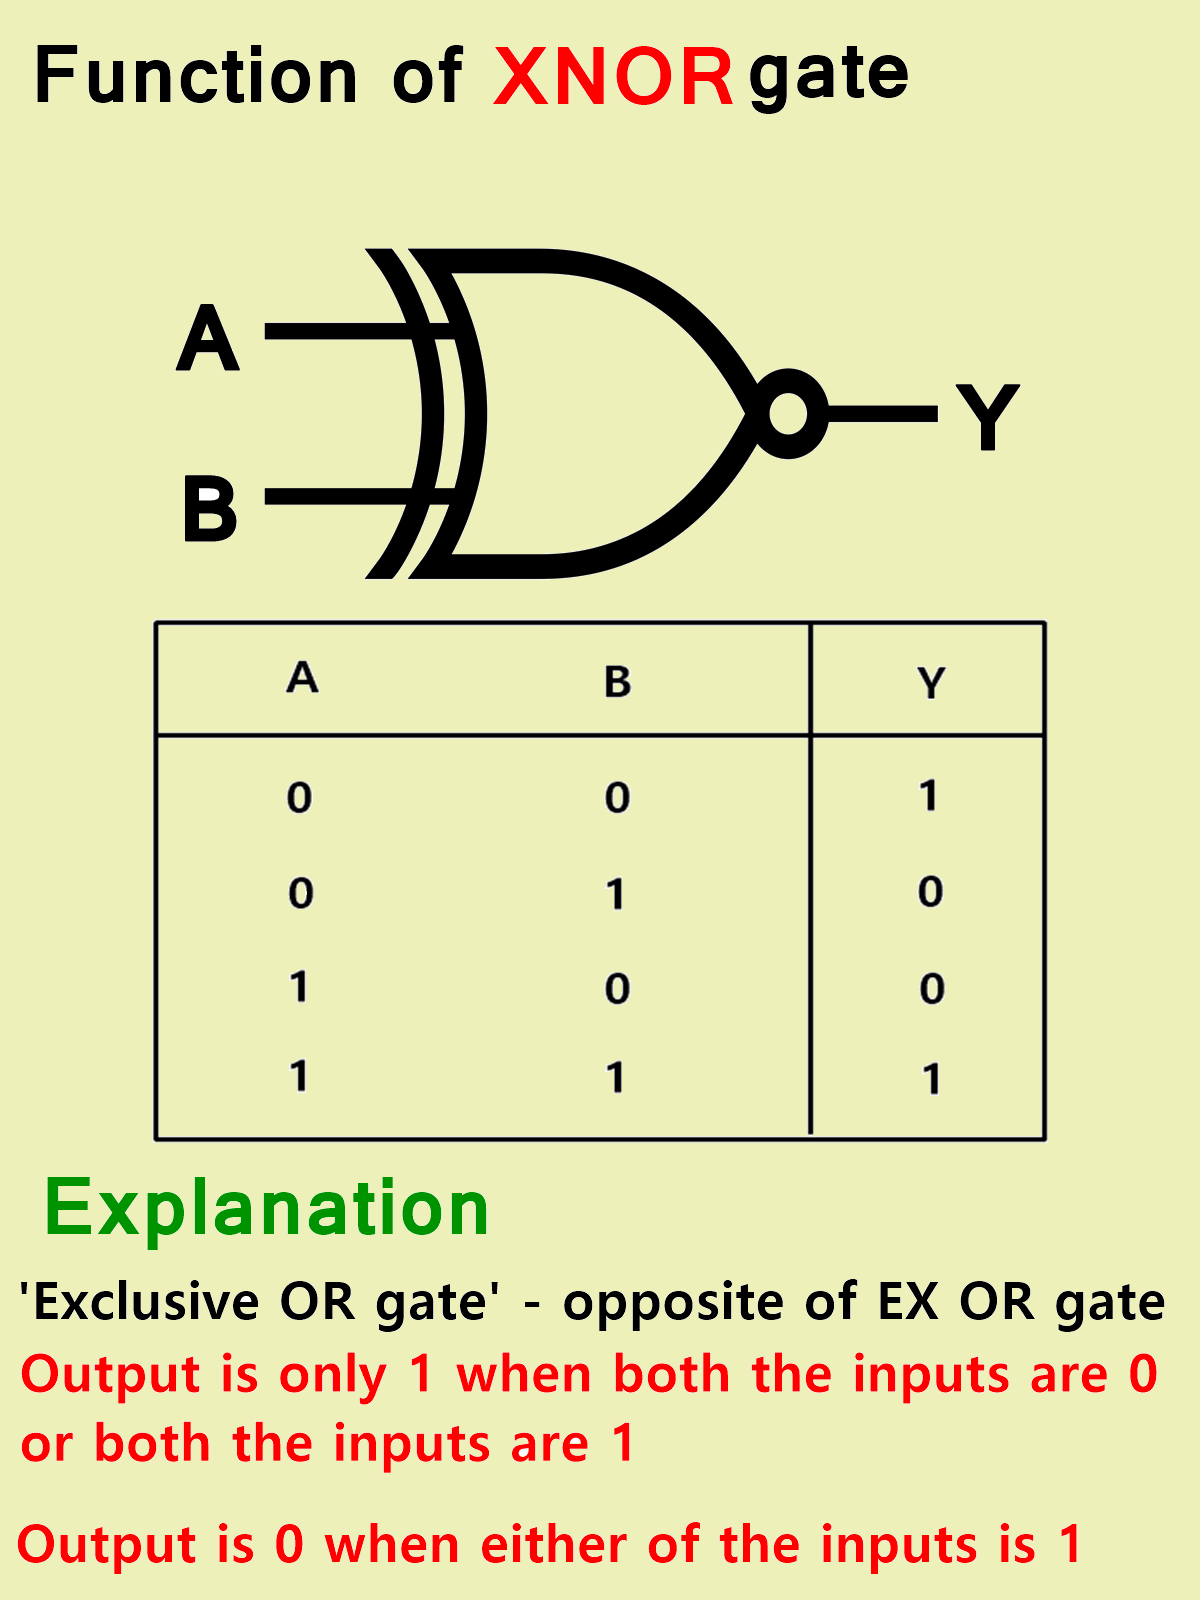 Function of XNOR gate
A
B
Y
A B Y
0 0 1
0 1 0
1 0 0
1 1 1
Explanation
'Exclusive OR gate' - opposite of EX OR gate
Output is only 1 when both the inputs are 0
or both the inputs are 1
Output is 0 when either of the inputs is 1